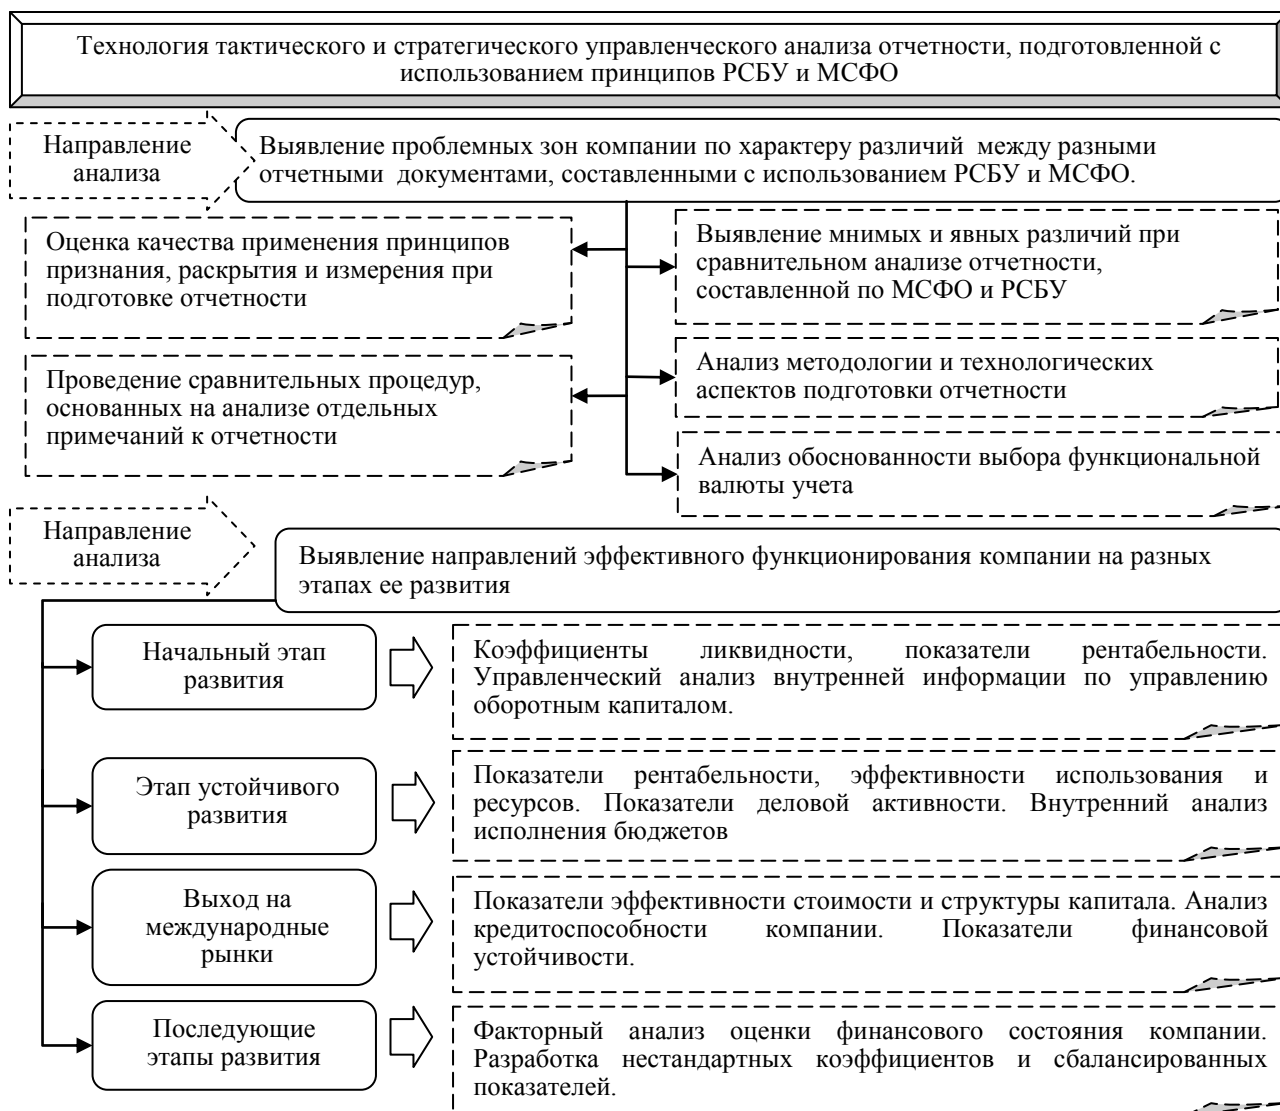 Технология тактического и стратегического управленческого анализа отчетности, подготовленной с
использованием принципов РСБУ и МСФО
Направление
анализа
Выявление проблемных зон компании по характеру различий между разными
отчетными документами, составленными с использованием РСБУ и МСФО.
Оценка качества применения принципов
признания, раскрытия и измерения при
подготовке отчетности
Выявление мнимых и явных различий при
сравнительном анализе отчетности,
составленной по МСФО и РСБУ
Проведение сравнительных процедур,
основанных на анализе отдельных
примечаний к отчетности
Анализ методологии и технологических
аспектов подготовки отчетности
Анализ обоснованности выбора функциональной
валюты учета
Направление
анализа
Выявление направлений эффективного функционирования компании на разных
этапах ее развития
Начальный этап
развития
Коэффициенты ликвидности, показатели рентабельности.
Управленческий анализ внутренней информации по управлению
оборотным капиталом.
Этап устойчивого
развития
Показатели рентабельности, эффективности использования и
ресурсов. Показатели деловой активности. Внутренний анализ
исполнения бюджетов
Выход на
международные
рынки
Показатели эффективности стоимости и структуры капитала. Анализ
кредитоспособности компании. Показатели финансовой
устойчивости.
Последующие
этапы развития
Факторный анализ оценки финансового состояния компании.
Разработка нестандартных коэффициентов и сбалансированных
показателей.